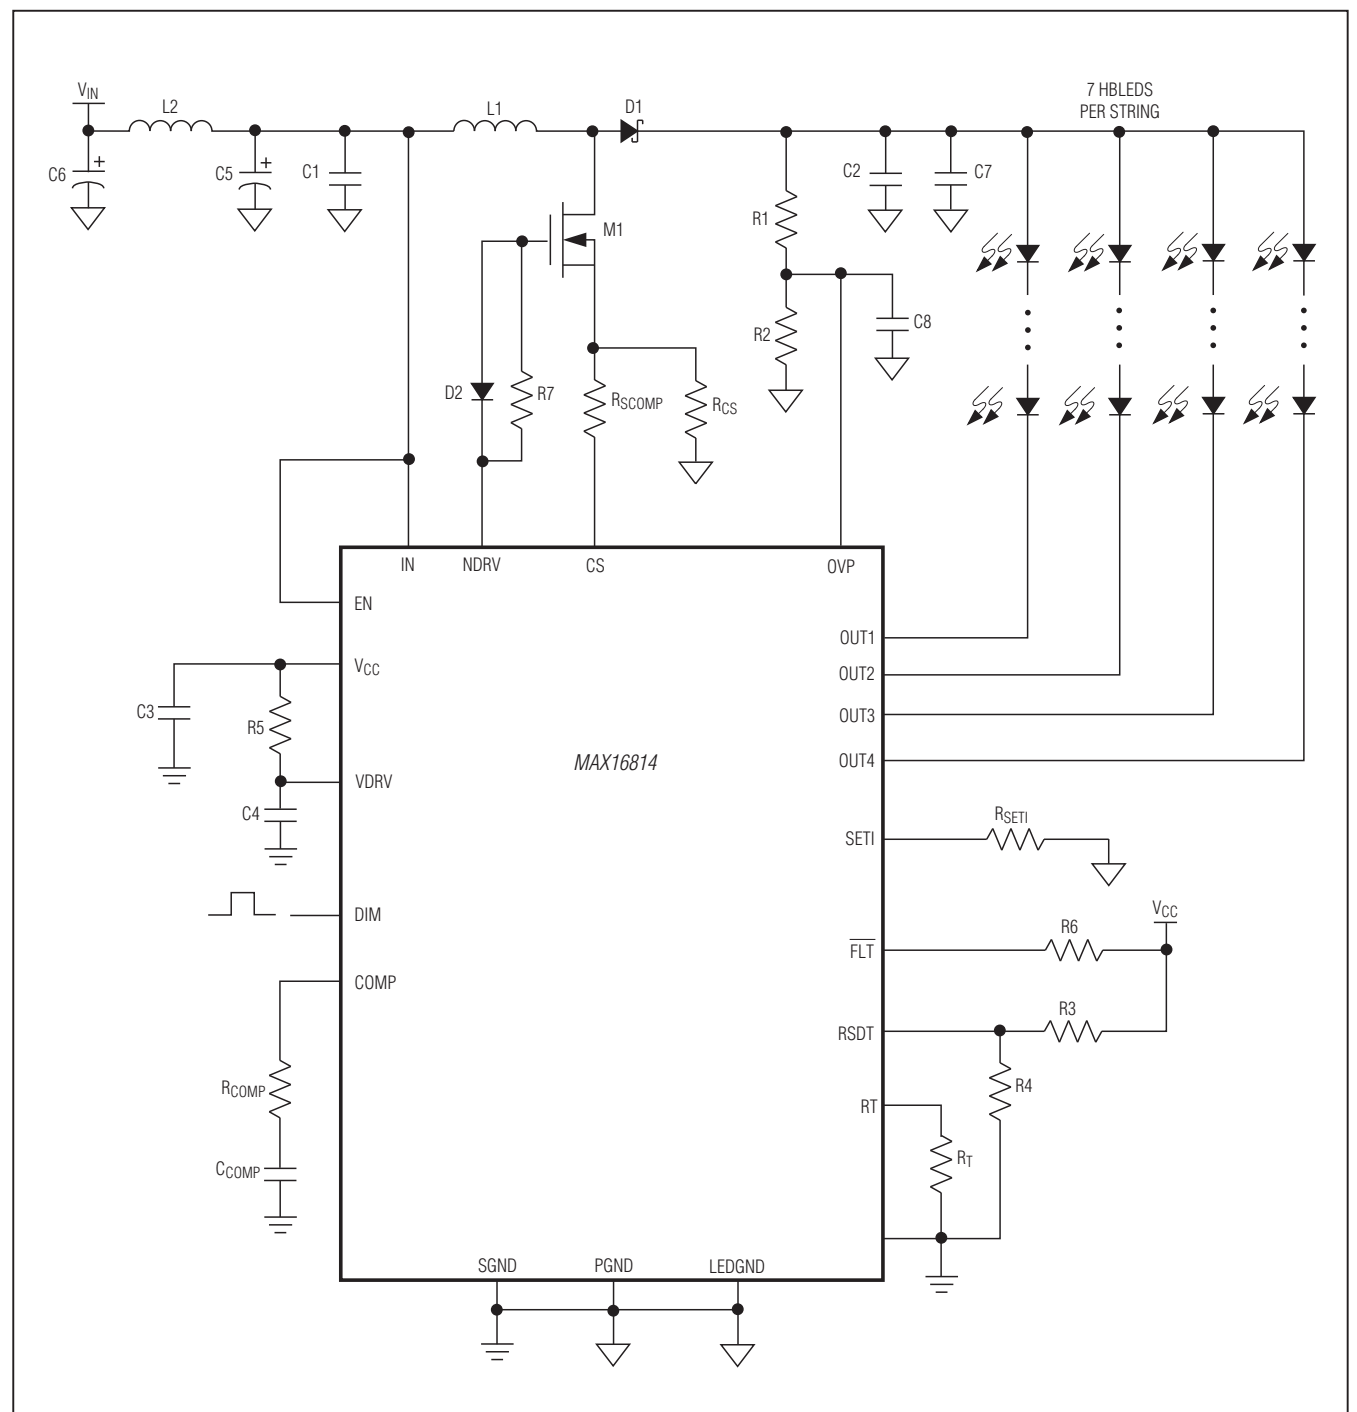 7 HBLEDS
PER STRING
VIN
L2
L1
D1
C6
+
C5
+
C1
C2
C7
R1
M1
R2
C8
D2
R7
RSCOMP
RCS
IN
NDRV
CS
OVP
EN
OUT1
VCC
OUT2
C3
R5
OUT3
MAX16814
OUT4
VDRV
C4
SETI
RSETI
DIM
VCC
FLT
R6
COMP
RSDT
R3
RCOMP
R4
RT
RT
CCOMP
SGND
PGND
LEDGND